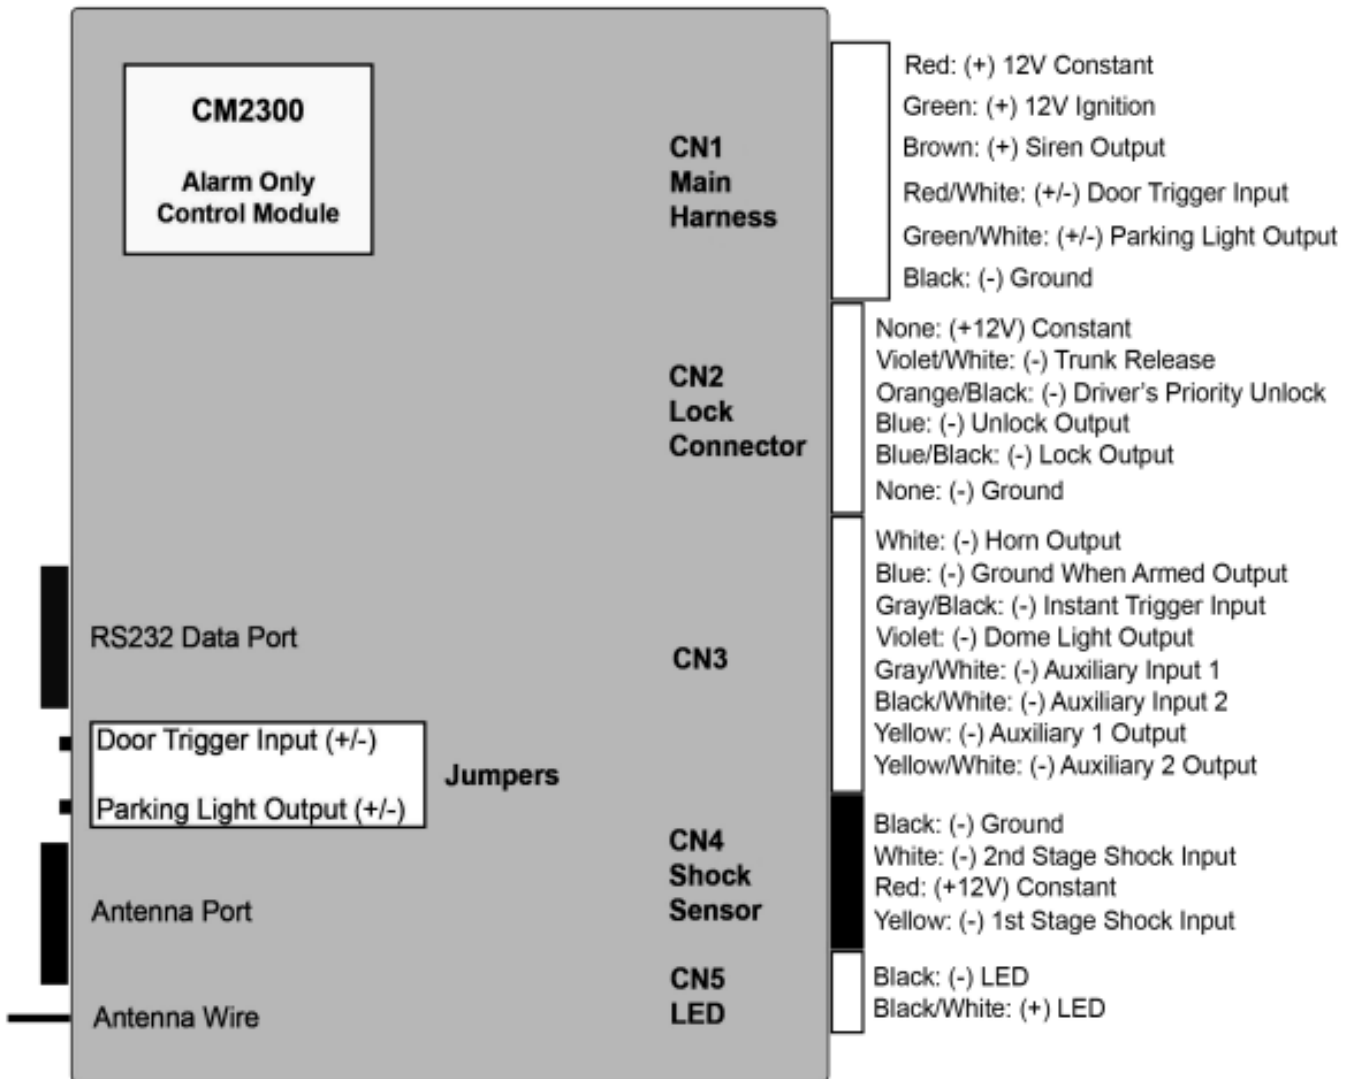 CM2300
Alarm Only
Control Module
CN1
Main
Harness
Red: (+) 12V Constant
Green: (+) 12V Ignition
Brown: (+) Siren Output
Red/White: (+/-) Door Trigger Input
Green/White: (+/-) Parking Light Output
Black: (-) Ground
CN2
Lock
Connector
None: (+12V) Constant
Violet/White: (-) Trunk Release
Orange/Black: (-) Driver's Priority Unlock
Blue: (-) Unlock Output
Blue/Black: (-) Lock Output
None: (-) Ground
CN3
White: (-) Horn Output
Blue: (-) Ground When Armed Output
Gray/Black: (-) Instant Trigger Input
Violet: (-) Dome Light Output
Gray/White: (-) Auxiliary Input 1
Black/White: (-) Auxiliary Input 2
Yellow: (-) Auxiliary 1 Output
Yellow/White: (-) Auxiliary 2 Output
RS232 Data Port
Door Trigger Input (+/-)
Parking Light Output (+/-)
Jumpers
CN4
Shock
Sensor
Black: (-) Ground
White: (-) 2nd Stage Shock Input
Red: (+12V) Constant
Yellow: (-) 1st Stage Shock Input
Antenna Port
CN5
LED
Black: (-) LED
Black/White: (+) LED
Antenna Wire